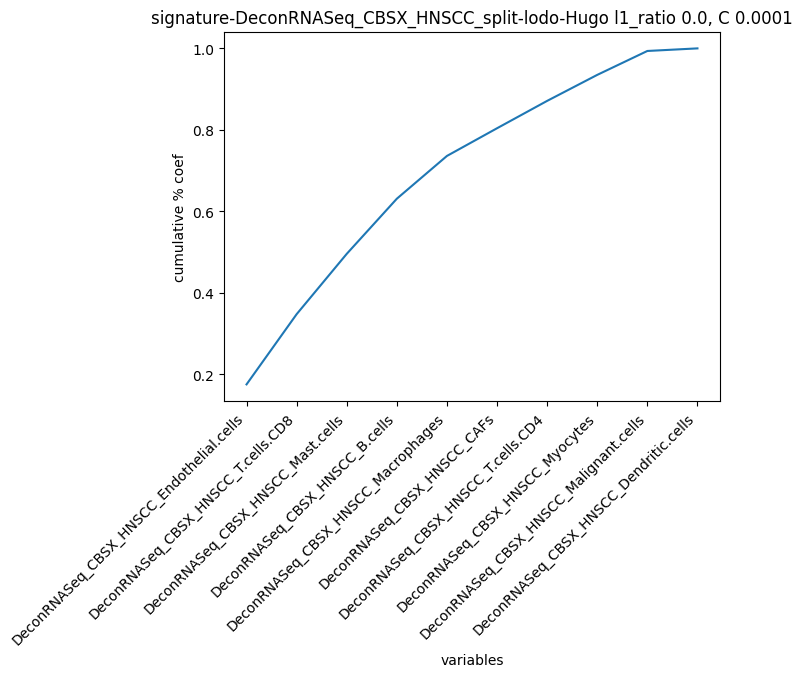 signature-DeconRNASeq_CBSX_HNSCC_split-lodo-Hugo l1_ratio 0.0, C 0.0001
cumulative % coef
1.0
0.8
0.6
0.4
0.2
DeconRNASeq_CBSX_HNSCC_Endothelial.cells
DeconRNASeq_CBSX_HNSCC_T.cells.CD8
DeconRNASeq_CBSX_HNSCC_Mast.cells
DeconRNASeq_CBSX_HNSCC_B.cells
DeconRNASeq_CBSX_HNSCC_Macrophages
DeconRNASeq_CBSX_HNSCC_CAFs
DeconRNASeq_CBSX_HNSCC_T.cells.CD4
DeconRNASeq_CBSX_HNSCC_Myocytes
DeconRNASeq_CBSX_HNSCC_Malignant.cells
DeconRNASeq_CBSX_HNSCC_Dendritic.cells
variables